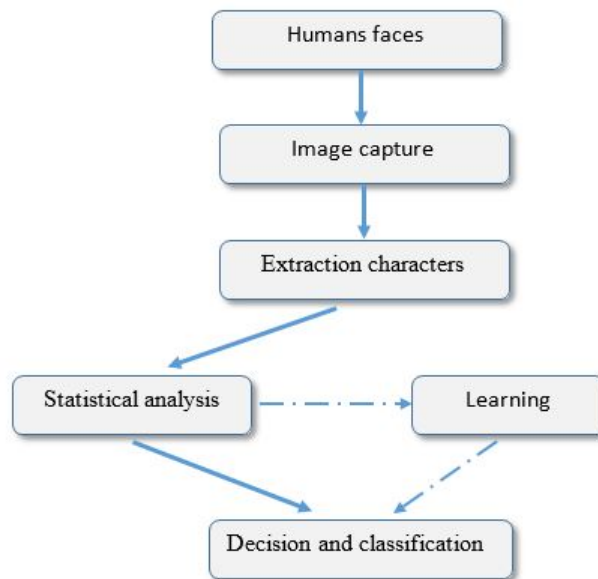 Humans faces
Image capture
Extraction characters
Statistical analysis
Learning
Decision and classification